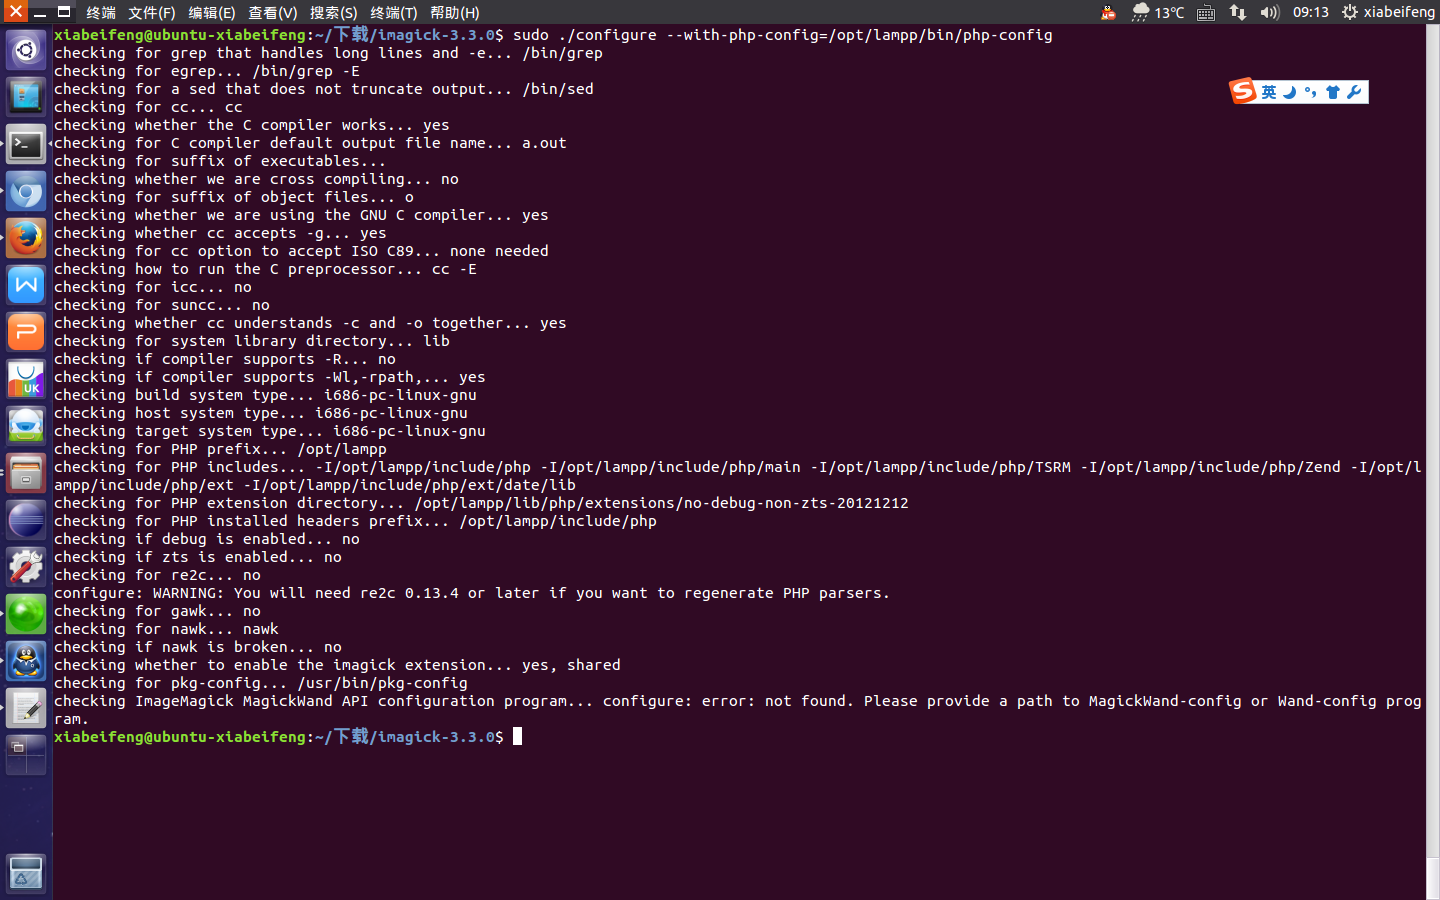 终端 文件(F) 编辑(E) 查看(V) 搜索(S) 终端(T) 帮助(H) 13℃ 09:13 xiabeifeng
xiabeifeng@ubuntu-xiabeifeng:~/下载/imagick-3.3.0$ sudo ./configure --with-php-config=/opt/lampp/bin/php-config
checking for grep that handles long lines and -e... /bin/grep
checking for egrep... /bin/grep -E
checking for a sed that does not truncate output... /bin/sed
checking for cc... cc
checking whether the C compiler works... yes
checking for C compiler default output file name... a.out
checking for suffix of executables...
checking whether we are cross compiling... no
checking for suffix of object files... o
checking whether we are using the GNU C compiler... yes
checking whether cc accepts -g... yes
checking for cc option to accept ISO C89... none needed
checking how to run the C preprocessor... cc -E
checking for icc... no
checking for suncc... no
checking whether cc understands -c and -o together... yes
checking for system library directory... lib
checking if compiler supports -R... no
checking if compiler supports -Wl,-rpath,... yes
checking build system type... i686-pc-linux-gnu
checking host system type... i686-pc-linux-gnu
checking target system type... i686-pc-linux-gnu
checking for PHP prefix... /opt/lampp
checking for PHP includes... -I/opt/lampp/include/php -I/opt/lampp/include/php/main -I/opt/lampp/include/php/TSRM -I/opt/lampp/include/php/Zend -I/opt/l
ampp/include/php/ext -I/opt/lampp/include/php/ext/date/lib
checking for PHP extension directory... /opt/lampp/lib/php/extensions/no-debug-non-zts-20121212
checking for PHP installed headers prefix... /opt/lampp/include/php
checking if debug is enabled... no
checking if zts is enabled... no
checking for re2c... no
configure: WARNING: You will need re2c 0.13.4 or later if you want to regenerate PHP parsers.
checking for gawk... no
checking for nawk... nawk
checking if nawk is broken... no
checking whether to enable the imagick extension... yes, shared
checking for pkg-config... /usr/bin/pkg-config
checking ImageMagick MagickWand API configuration program... configure: error: not found. Please provide a path to MagickWand-config or Wand-config prog
ram.
xiabeifeng@ubuntu-xiabeifeng:~/下载/imagick-3.3.0$
S 英
W
P
UK